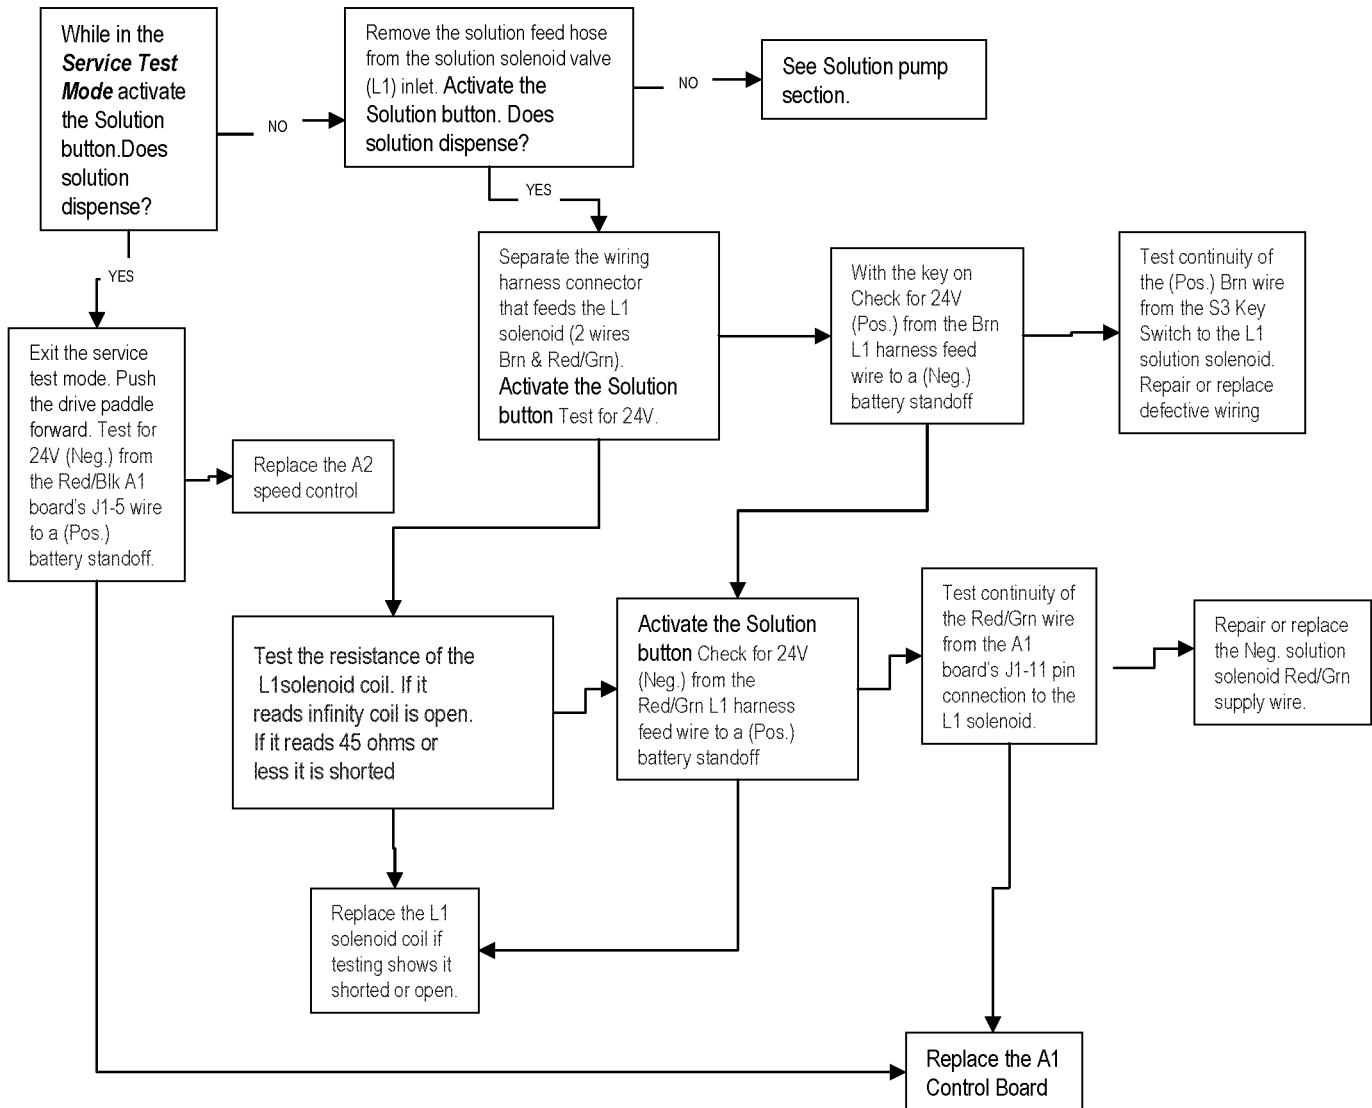 While in the
Service Test
Mode activate
the Solution
button.Does
solution
dispense?
NO
Remove the solution feed hose
from the solution solenoid valve
(L1) inlet. Activate the
Solution button. Does
solution dispense?
NO
See Solution pump
section.
YES
YES
Separate the wiring
harness connector
that feeds the L1
solenoid (2 wires
Brn & Red/Grn).
Activate the Solution
button Test for 24V.
With the key on
Check for 24V
(Pos.) from the Brn
L1 harness feed
wire to a (Neg.)
battery standoff
Test continuity of
the (Pos.) Brn wire
from the S3 Key
Switch to the L1
solution solenoid.
Repair or replace
defective wiring
Exit the service
test mode. Push
the drive paddle
forward. Test for
24V (Neg.) from
the Red/Blk A1
board's J1-5 wire
to a (Pos.)
battery standoff.
Replace the A2
speed control
Test the resistance of the
L1solenoid coil. If it
reads infinity coil is open.
If it reads 45 ohms or
less it is shorted
Activate the Solution
button Check for 24V
(Neg.) from the
Red/Grn L1 harness
feed wire to a (Pos.)
battery standoff
Test continuity of
the Red/Grn wire
from the A1
board's J1-11 pin
connection to the
L1 solenoid.
Repair or replace
the Neg. solution
solenoid Red/Grn
supply wire.
Replace the L1
solenoid coil if
testing shows it
shorted or open.
Replace the A1
Control Board